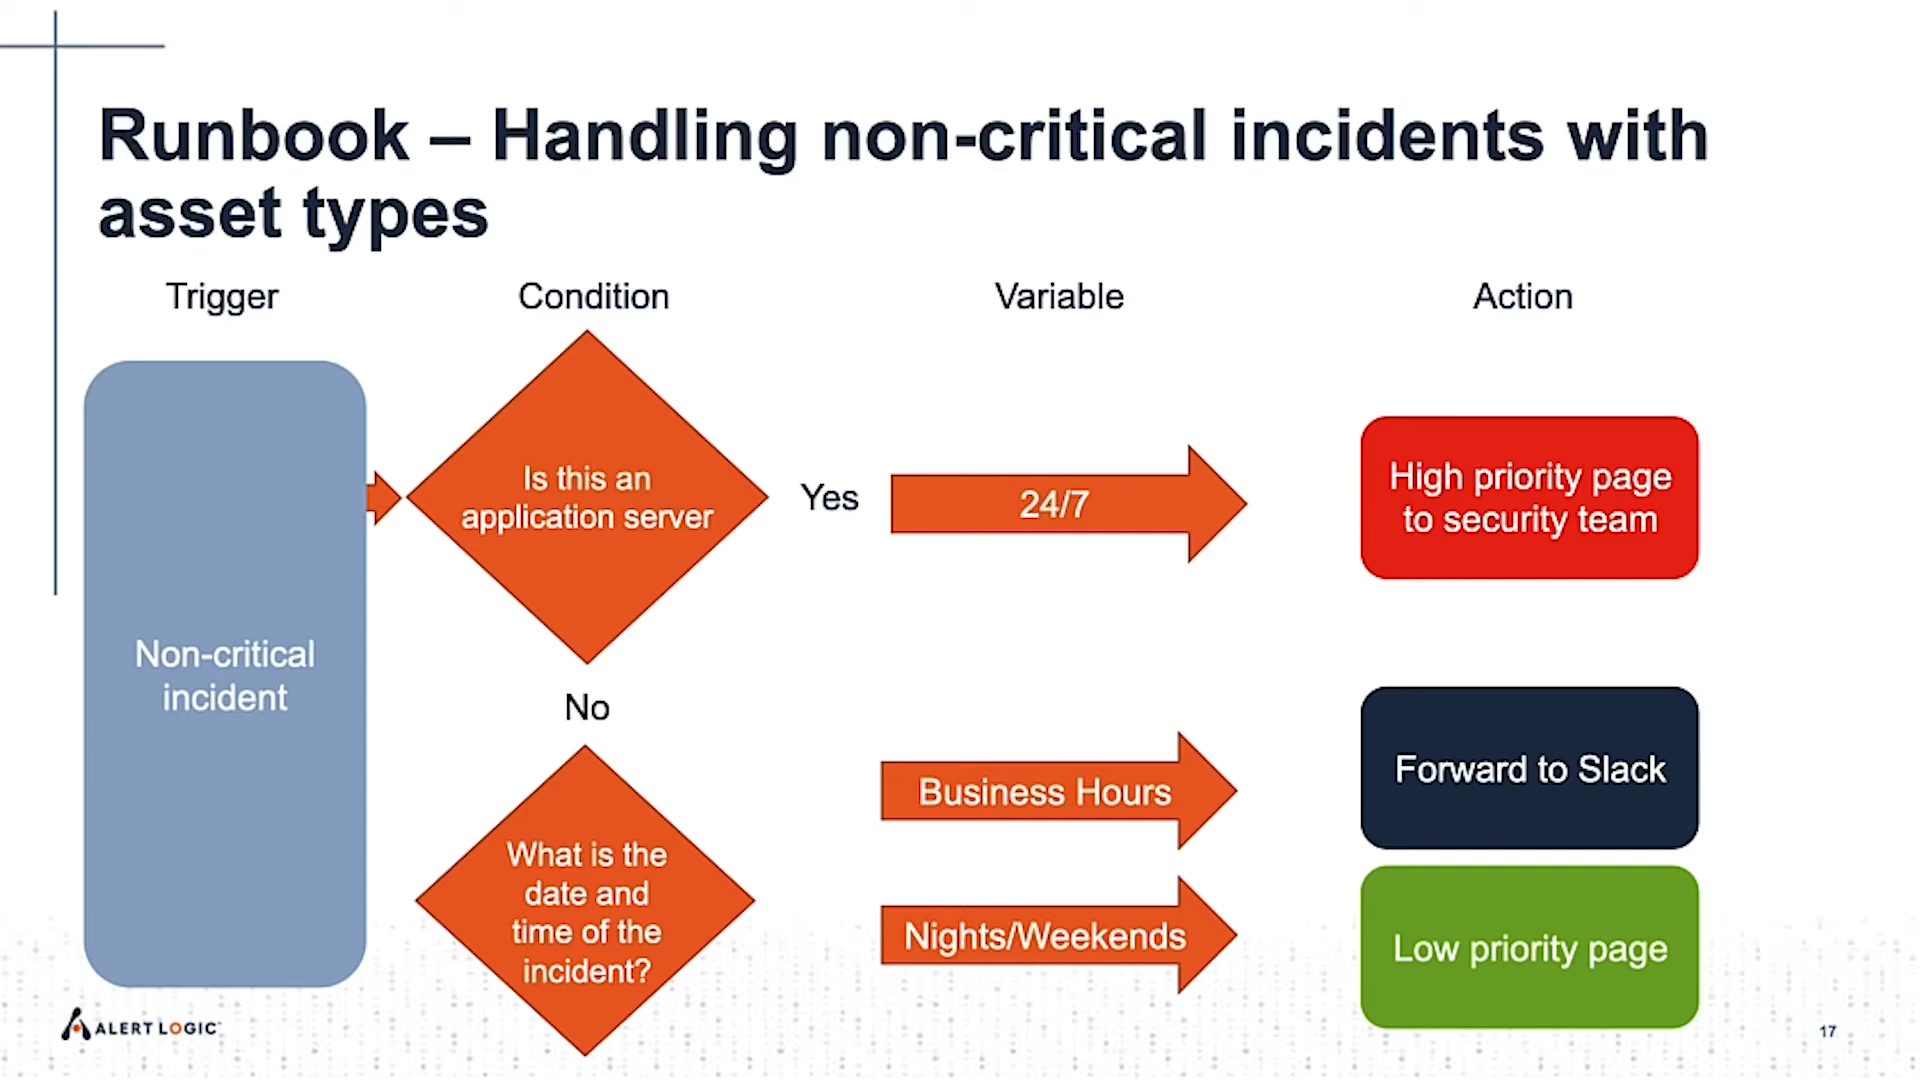 Runbook – Handling non-critical incidents with
asset types
Trigger
Condition
Variable
Action
Non-critical
incident
Is this an
application server
Yes
24/7
High priority page
to security team
No
What is the
date and
time of the
incident?
Business Hours
Forward to Slack
Nights/Weekends
Low priority page
ALERT LOGIC
17